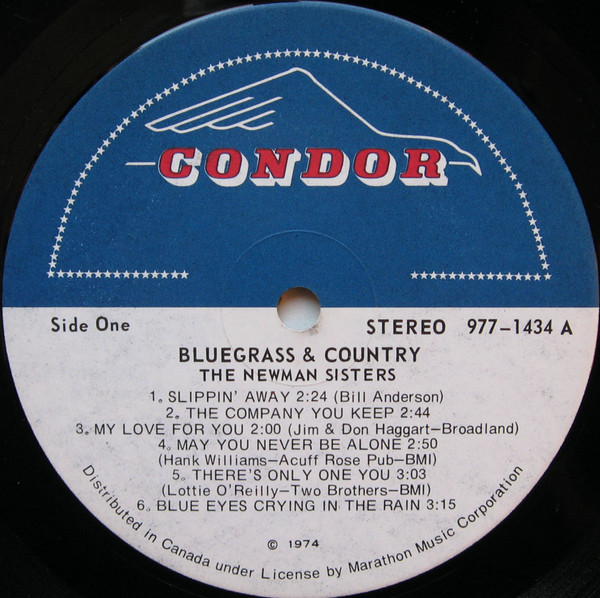 CONDOR
Side One
STEREO 977-1434 A
BLUEGRASS & COUNTRY
THE NEWMAN SISTERS
1. SLIPPIN' AWAY 2:24 (Bill Anderson)
2. THE COMPANY YOU KEEP 2:44
3. MY LOVE FOR YOU 2:00 (Jim & Don Haggart-Broadland)
4. MAY YOU NEVER BE ALONE 2:50
(Hank Williams-Acuff Rose Pub-BMI)
5. THERE'S ONLY ONE YOU 3:03
(Lottie O'Reilly-Two Brothers-BMI)
6. BLUE EYES CRYING IN THE RAIN 3:15
© 1974
Distributed in Canada under License by Marathon Music Corporation